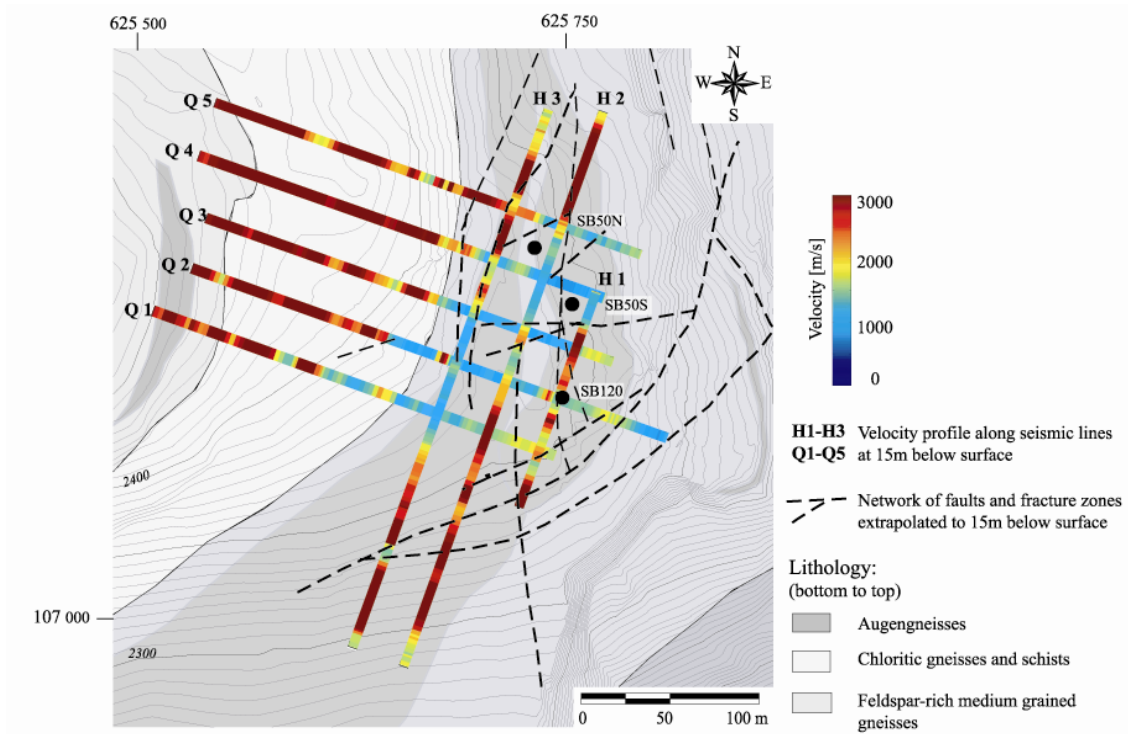 625 500
625 750
N
W E
S
H 3
H 2
Q 5
Q 4
SB50N
Q 3
Q 2
H 1
SB50S
Q 1
SB120
2400
107 000
2300
0 50 100 m
3000
2000
1000
0
Velocity [m/s]
H1-H3 Velocity profile along seismic lines
Q1-Q5 at 15m below surface
Network of faults and fracture zones
extrapolated to 15m below surface
Lithology:
(bottom to top)
Augengneisses
Chloritic gneisses and schists
Feldspar-rich medium grained
gneisses